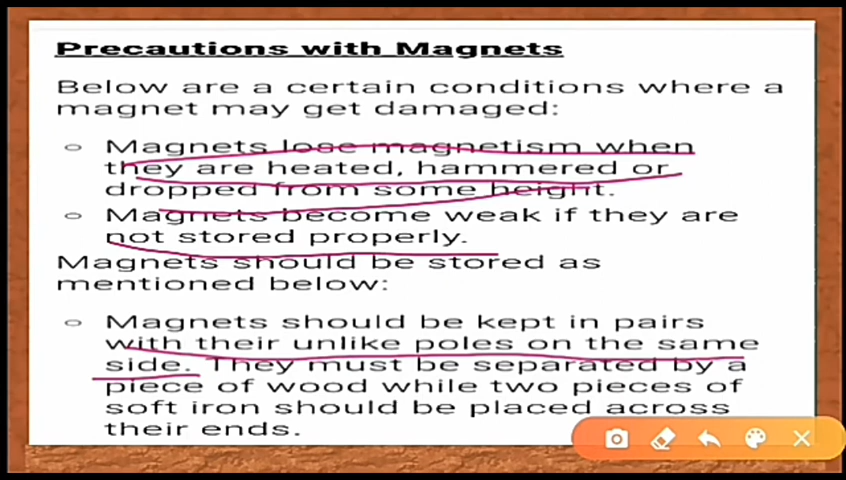 Precautions with Magnets
Below are a certain conditions where a
magnet may get damaged:
Magnets lose magnetism when
they are heated, hammered or
dropped from some height.
Magnets become weak if they are
not stored properly.
Magnets should be stored as
mentioned below:
Magnets should be kept in pairs
with their unlike poles on the same
side. They must be separated by a
piece of wood while two pieces of
soft iron should be placed across
their ends.